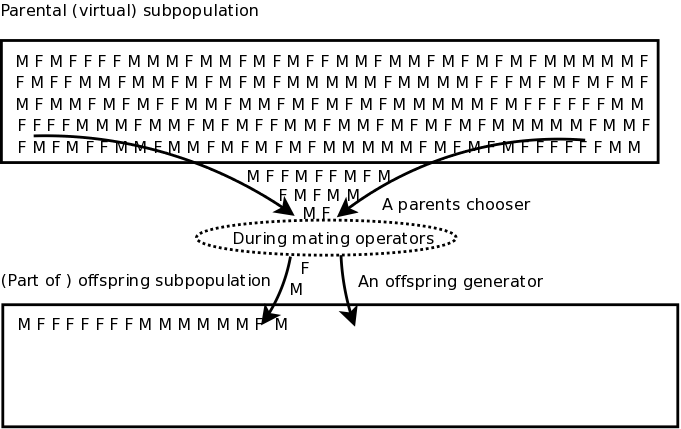 Parental (virtual) subpopulation
M F M F F F F M M M F M M F M F M F F M M F M M F M F M F M F M M M M M F
F M F F M M F M M F M F M F M F M M M M M F M M M M F F F M F M F M F M F
M F M M F M F M F F M M F M M F M F M F M M M M M F M F F F F F F M M
F F F F M M M F M M F M F M F F M M F M M F M F M F M F M M M M M F M M F
F M F M F F M M F M M F M F M F M F M F M M M M M F M F M F F F F F F M M
M F F M F F M F M
F M F M M
M F
A parents chooser
During mating operators
F
(Part of ) offspring subpopulation
An offspring generator
M
M F F F F F F F M M M M M M F M